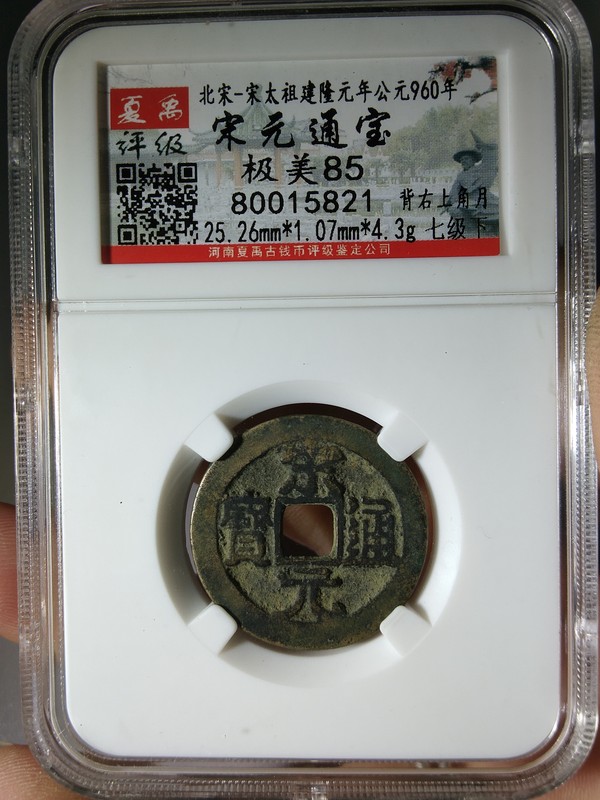 夏禹
评级
北宋-宋太祖建隆元年公元960年
宋元通宝
极美85
80015821
背右上角月
25.26mm*1.07mm*4.3g 七级下
河南夏禹古钱币评级鉴定公司
宋
元
通
寶